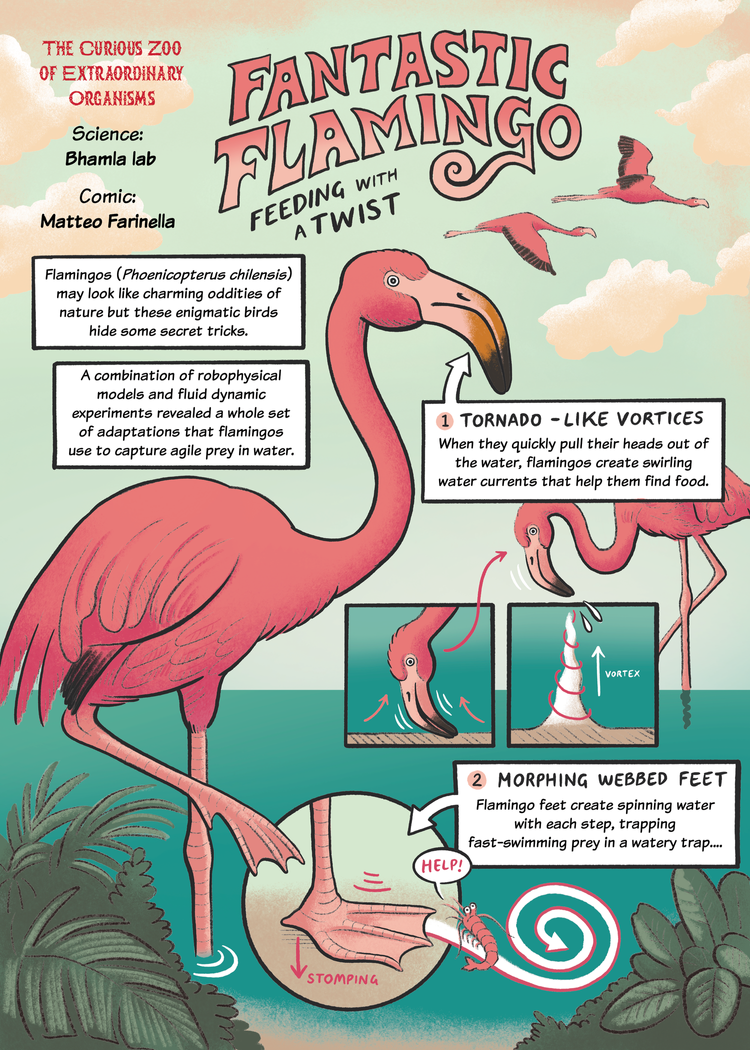 THE CURIOUS ZOO
OF EXTRAORDINARY
ORGANISMS
Science:
Bhamla lab
Comic:
Matteo Farinella
FANTASTIC
FLAMINGO
FEEDING WITH
A TWIST
Flamingos (Phoenicopterus chilensis)
may look like charming oddities of
nature but these enigmatic birds
hide some secret tricks.
A combination of robophysical
models and fluid dynamic
experiments revealed a whole set
of adaptations that flamingos
use to capture agile prey in water.
1 TORNADO-LIKE VORTICES
When they quickly pull their heads out of
the water, flamingos create swirling
water currents that help them find food.
VORTEX
2 MORPHING WEBBED FEET
Flamingo feet create spinning water
with each step, trapping
fast-swimming prey in a watery trap....
HELP!
STOMPING